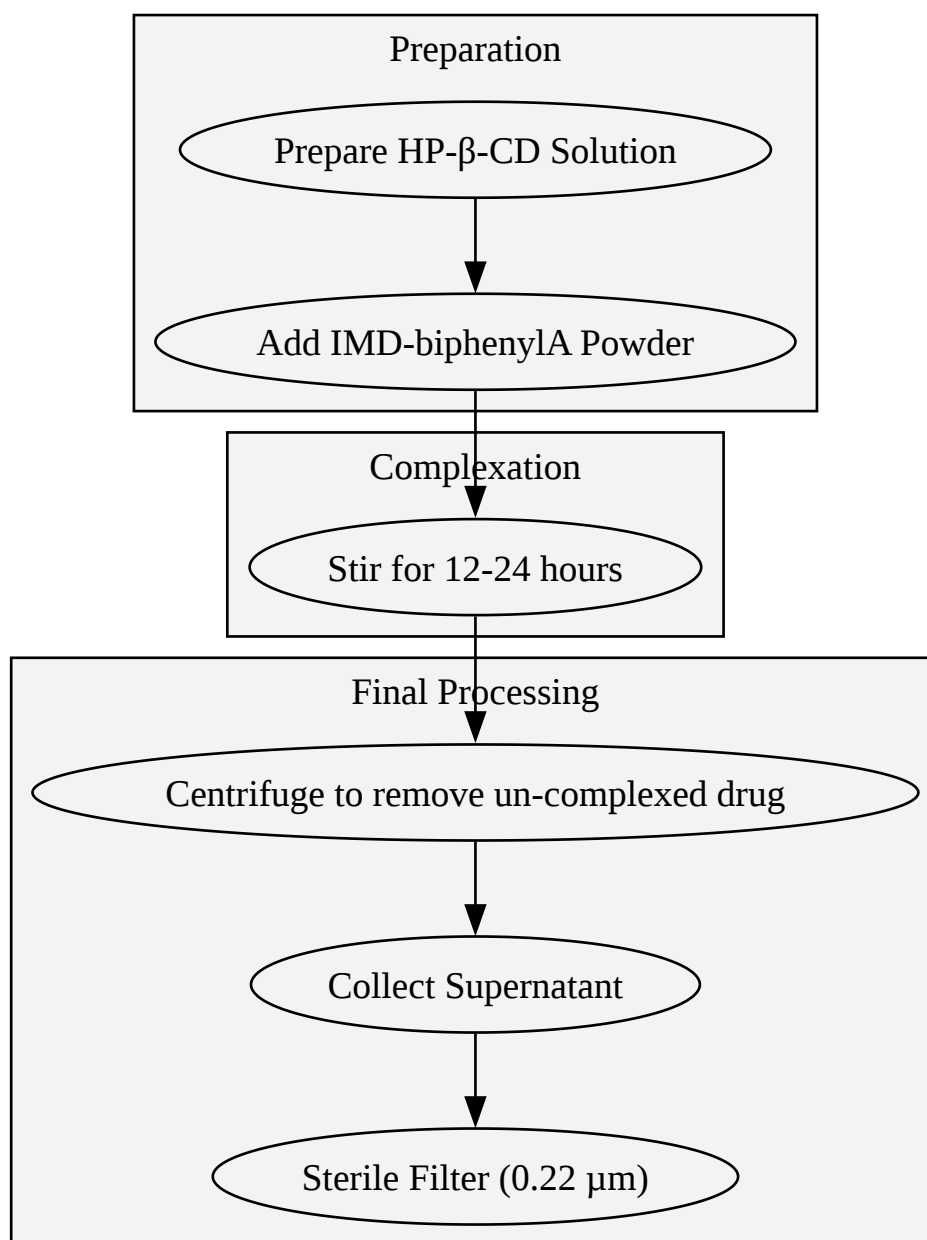 Preparation
Prepare HP-β-CD Solution
Add IMD-biphenylA Powder
Complexation
Stir for 12-24 hours
Final Processing
Centrifuge to remove un-complexed drug
Collect Supernatant
Sterile Filter (0.22 µm)